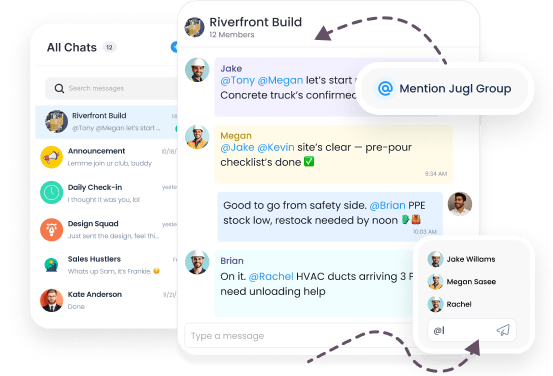 All Chats 12
Search messages
Riverfront Build
@Tony @Megan let's start ...
Announcement 10/18/
Lemme join ur club, buddy
Daily Check-in yeste
I thought it was you, lol
Design Squad yeste
Just sent the design, feel thi...
Sales Hustlers
Whats up Sam, it's Frankie. 😊
Kate Anderson 9/21/
Done
Riverfront Build
12 Members
Jake
@Tony @Megan let's start
Concrete truck's confirmed
Megan
@Jake @Kevin site's clear — pre-pour
checklist's done ✅
9:34 AM
Good to go from safety side. @Brian PPE
stock low, restock needed by noon
10:03 AM
Brian
On it. @Rachel HVAC ducts arriving 3
need unloading help
Type a message
@ Mention Jugl Group
Jake Willams
Megan Sasee
Rachel
@|